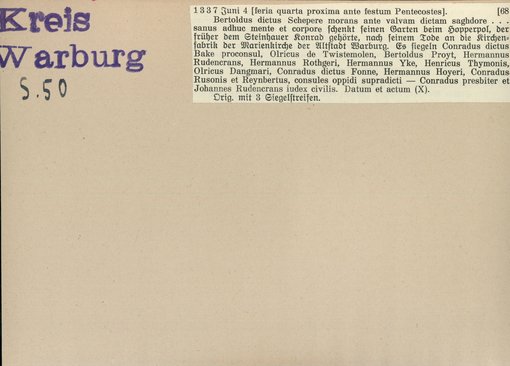 Kreis
Warburg
S. 50
1337 Juni 4 [feria quarta proxima ante festum Pentecostes]. [68
Bertoldus dictus Schepere morans ante valvam dictam saghdore . . .
sanus adhuc mente et corpore schenkt seinen Garten beim Happerpol, der
früher dem Steinhauer Konrad gehörte, nach seinem Tode an die Kirchen-
fabrik der Marienkirche der Altstadt Warburg. Es siegeln Conradus dictus
Bake proconsul, Olricus de Twistemolen, Bertoldus Proyt, Hermannus
Rudencrans, Hermannus Rothgeri, Hermannus Yke, Henricus Thymonis,
Olricus Dangmari, Conradus dictus Fonne, Hermannus Hoyeri, Conradus
Rusonis et Reynbertus, consules oppidi supradicti — Conradus presbiter et
Johannes Rudencrans iudex civilis. Datum et actum (X).
Orig. mit 3 Siegelstreifen.